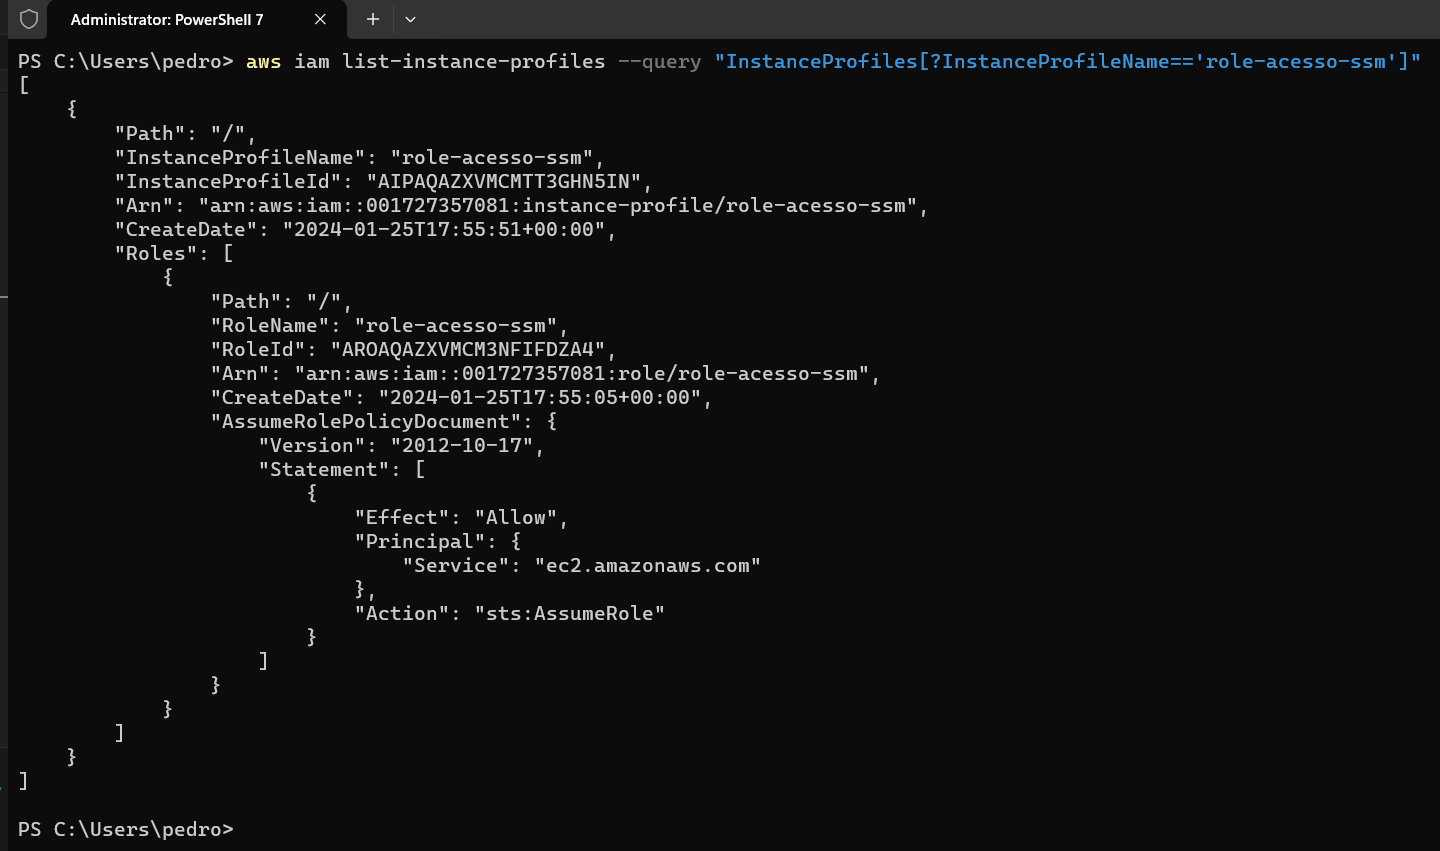 Administrator: PowerShell 7
PS C:\Users\pedro> aws iam list-instance-profiles --query "InstanceProfiles[?InstanceProfileName=='role-acesso-ssm']"
[
    {
        "Path": "/",
        "InstanceProfileName": "role-acesso-ssm",
        "InstanceProfileId": "AIPAQAZXVMCMTT3GHN5IN",
        "Arn": "arn:aws:iam::001727357081:instance-profile/role-acesso-ssm",
        "CreateDate": "2024-01-25T17:55:51+00:00",
        "Roles": [
            {
                "Path": "/",
                "RoleName": "role-acesso-ssm",
                "RoleId": "AROAQAZXVMCM3NFIFDZA4",
                "Arn": "arn:aws:iam::001727357081:role/role-acesso-ssm",
                "CreateDate": "2024-01-25T17:55:05+00:00",
                "AssumeRolePolicyDocument": {
                    "Version": "2012-10-17",
                    "Statement": [
                        {
                            "Effect": "Allow",
                            "Principal": {
                                "Service": "ec2.amazonaws.com"
                            },
                            "Action": "sts:AssumeRole"
                        }
                    ]
                }
            }
        ]
    }
]
PS C:\Users\pedro>